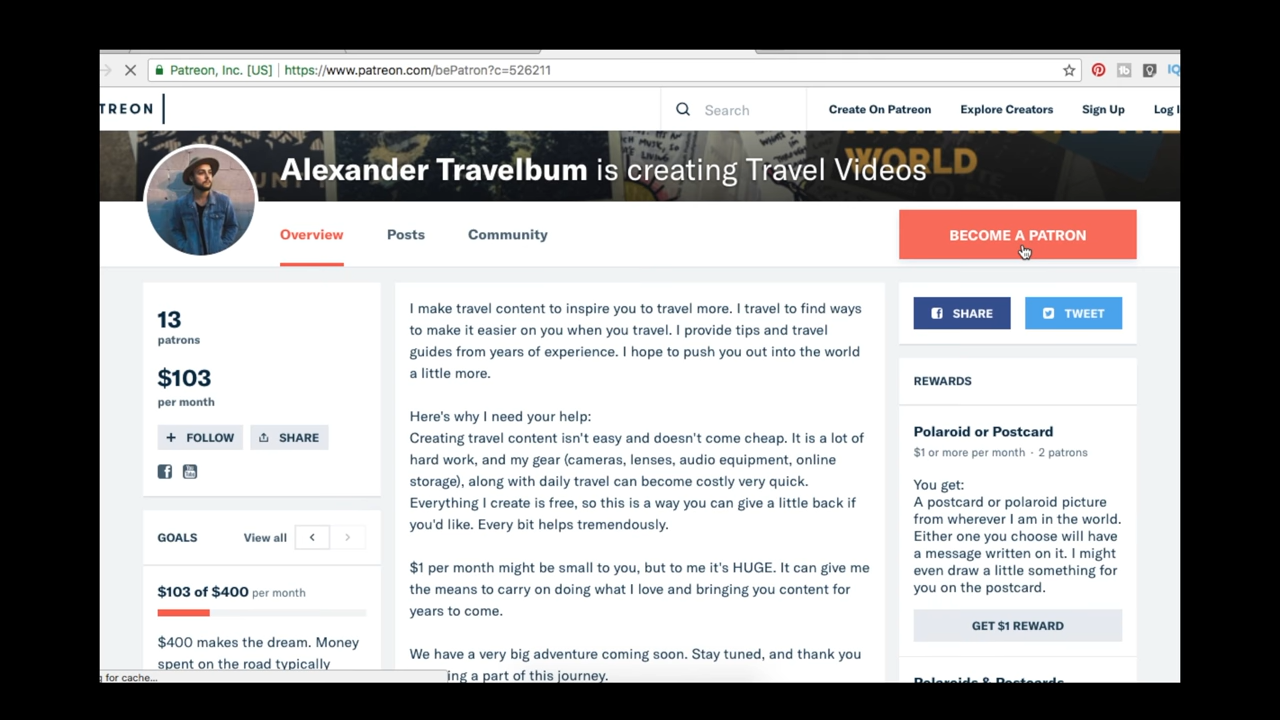 Patreon, Inc. [US] https://www.patreon.com/bePatron?c=526211
TREON
Search
Create On Patreon
Explore Creators
Sign Up
Log I
WORLD
Alexander Travelbum is creating Travel Videos
Overview
Posts
Community
BECOME A PATRON
13
patrons
$103
per month
FOLLOW
SHARE
GOALS
View all
$103 of $400 per month
$400 makes the dream. Money
spent on the road typically
for cache...
I make travel content to inspire you to travel more. I travel to find ways
to make it easier on you when you travel. I provide tips and travel
guides from years of experience. I hope to push you out into the world
a little more.
Here's why I need your help:
Creating travel content isn't easy and doesn't come cheap. It is a lot of
hard work, and my gear (cameras, lenses, audio equipment, online
storage), along with daily travel can become costly very quick.
Everything I create is free, so this is a way you can give a little back if
you'd like. Every bit helps tremendously.
$1 per month might be small to you, but to me it's HUGE. It can give me
the means to carry on doing what I love and bringing you content for
years to come.
We have a very big adventure coming soon. Stay tuned, and thank you
ing a part of this journey.
SHARE
TWEET
REWARDS
Polaroid or Postcard
$1 or more per month · 2 patrons
You get:
A postcard or polaroid picture
from wherever I am in the world.
Either one you choose will have
a message written on it. I might
even draw a little something for
you on the postcard.
GET $1 REWARD
Polaroids & Postcards